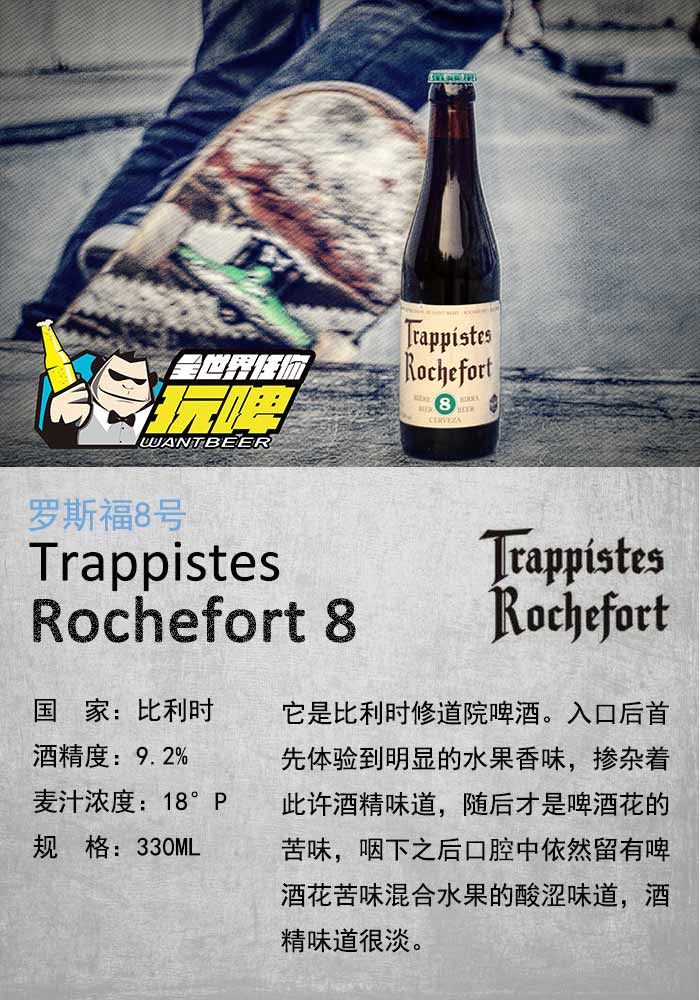 Trappistes
Rochefort
BIÈRE
BIRRA
BIER
8
BEER
CERVEZA
全世界任你
玩啤
WANTBEER
罗斯福8号
Trappistes
Rochefort 8
Trappistes
Rochefort
国 家：比利时
酒精度：9.2%
麦汁浓度：18°P
规 格：330ML
它是比利时修道院啤酒。入口后首
先体验到明显的水果香味，掺杂着
此许酒精味道，随后才是啤酒花的
苦味，咽下之后口腔中依然留有啤
酒花苦味混合水果的酸涩味道，酒
精味道很淡。